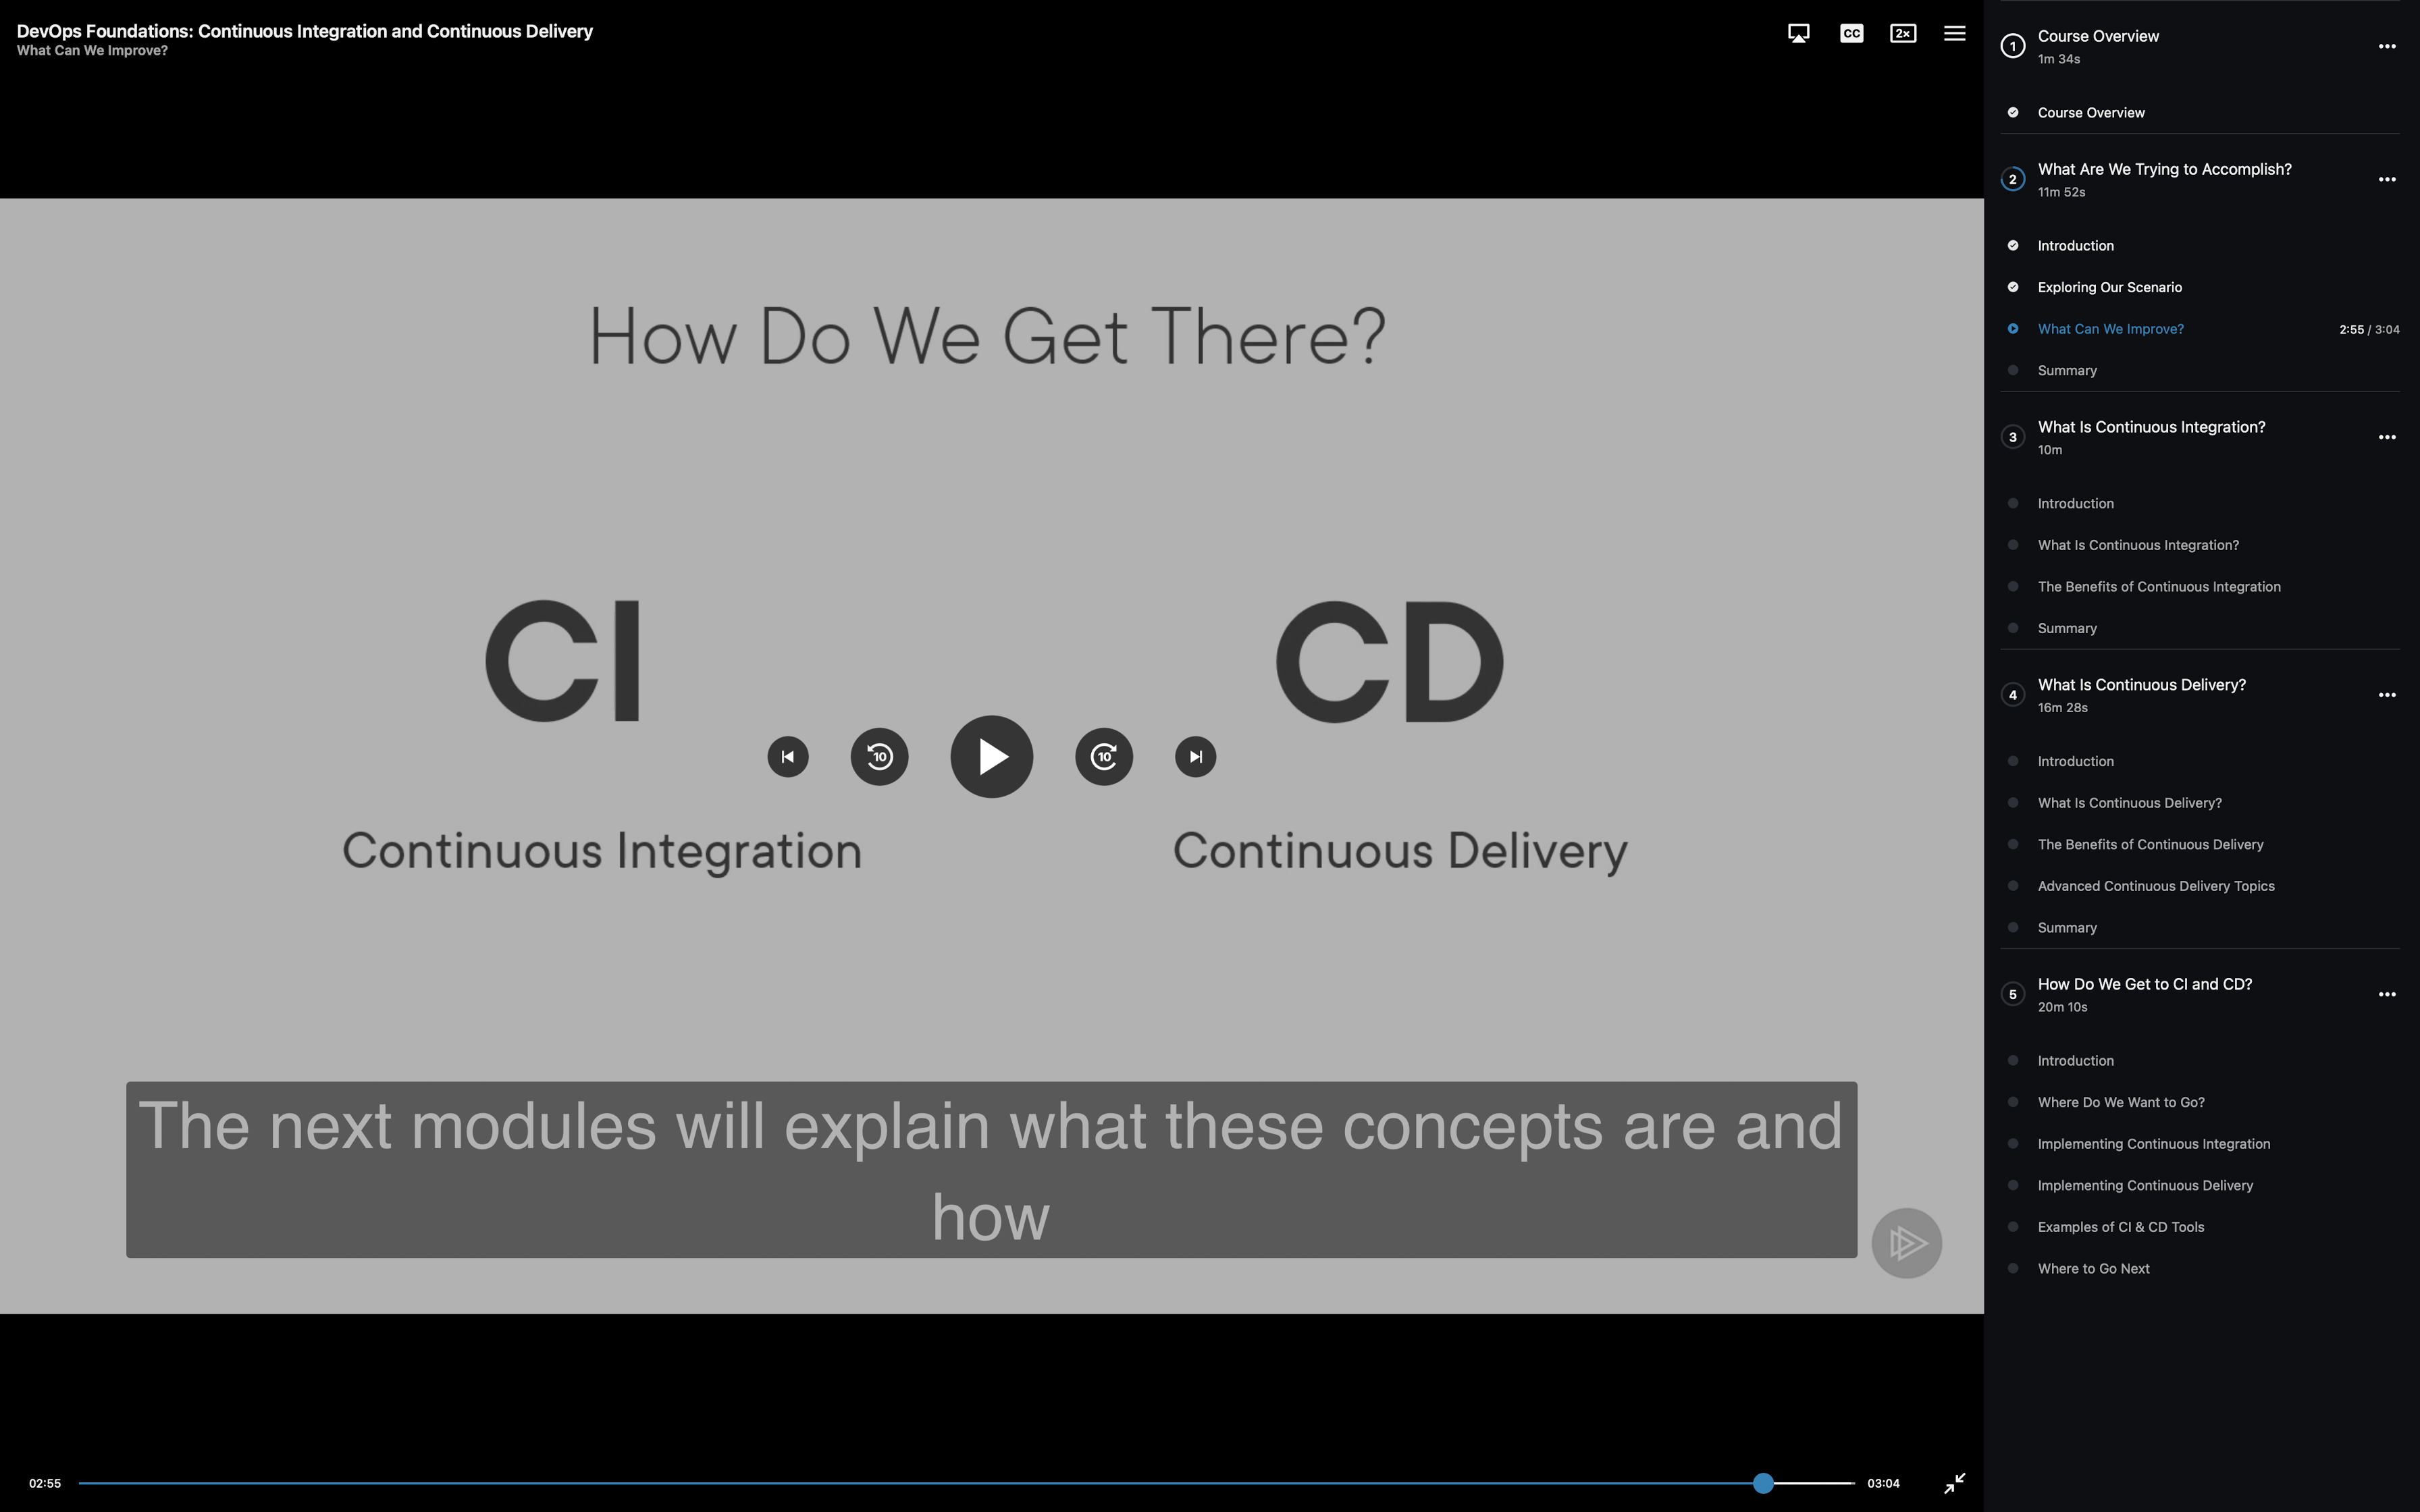 DevOps Foundations: Continuous Integration and Continuous Delivery
What Can We Improve?
CC
2×
How Do We Get There?
CI
CD
10
10
Continuous Integration
Continuous Delivery
The next modules will explain what these concepts are and
how
02:55
03:04
1
Course Overview
1m 34s
Course Overview
2
What Are We Trying to Accomplish?
11m 52s
Introduction
Exploring Our Scenario
What Can We Improve? 2:55 / 3:04
Summary
3
What Is Continuous Integration?
10m
Introduction
What Is Continuous Integration?
The Benefits of Continuous Integration
Summary
4
What Is Continuous Delivery?
16m 28s
Introduction
What Is Continuous Delivery?
The Benefits of Continuous Delivery
Advanced Continuous Delivery Topics
Summary
5
How Do We Get to CI and CD?
20m 10s
Introduction
Where Do We Want to Go?
Implementing Continuous Integration
Implementing Continuous Delivery
Examples of CI & CD Tools
Where to Go Next